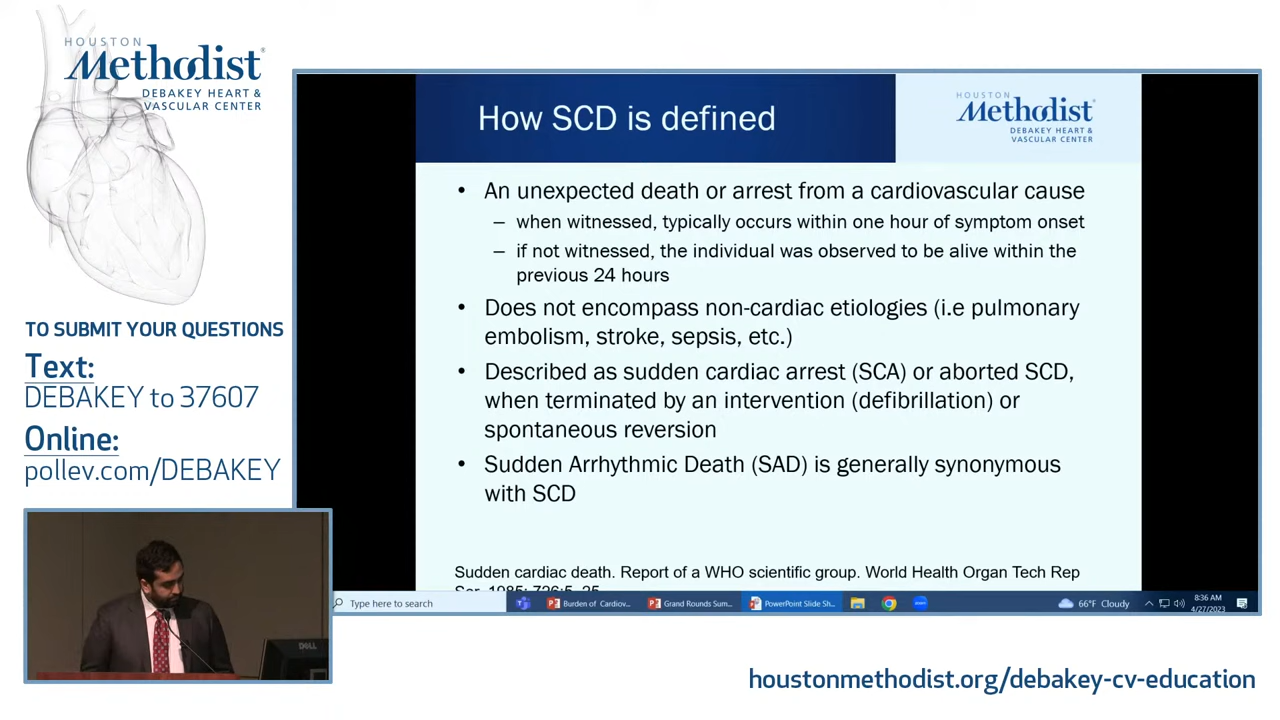 HOUSTON
Methodist®
DEBAKEY HEART &
VASCULAR CENTER
TO SUBMIT YOUR QUESTIONS
Text:
DEBAKEY to 37607
Online:
pollev.com/DEBAKEY
How SCD is defined
HOUSTON
Methodist®
DEBAKEY HEART &
VASCULAR CENTER
• An unexpected death or arrest from a cardiovascular cause
– when witnessed, typically occurs within one hour of symptom onset
– if not witnessed, the individual was observed to be alive within the
previous 24 hours
• Does not encompass non-cardiac etiologies (i.e pulmonary
embolism, stroke, sepsis, etc.)
• Described as sudden cardiac arrest (SCA) or aborted SCD,
when terminated by an intervention (defibrillation) or
spontaneous reversion
• Sudden Arrhythmic Death (SAD) is generally synonymous
with SCD
Sudden cardiac death. Report of a WHO scientific group. World Health Organ Tech Rep
Ser. 1985; 726:5–25.
Type here to search
Burden of Cardiov...
Grand Rounds Sum...
PowerPoint Slide Sh...
66°F Cloudy
8:36 AM
4/27/2023
DELL
houstonmethodist.org/debakey-cv-education